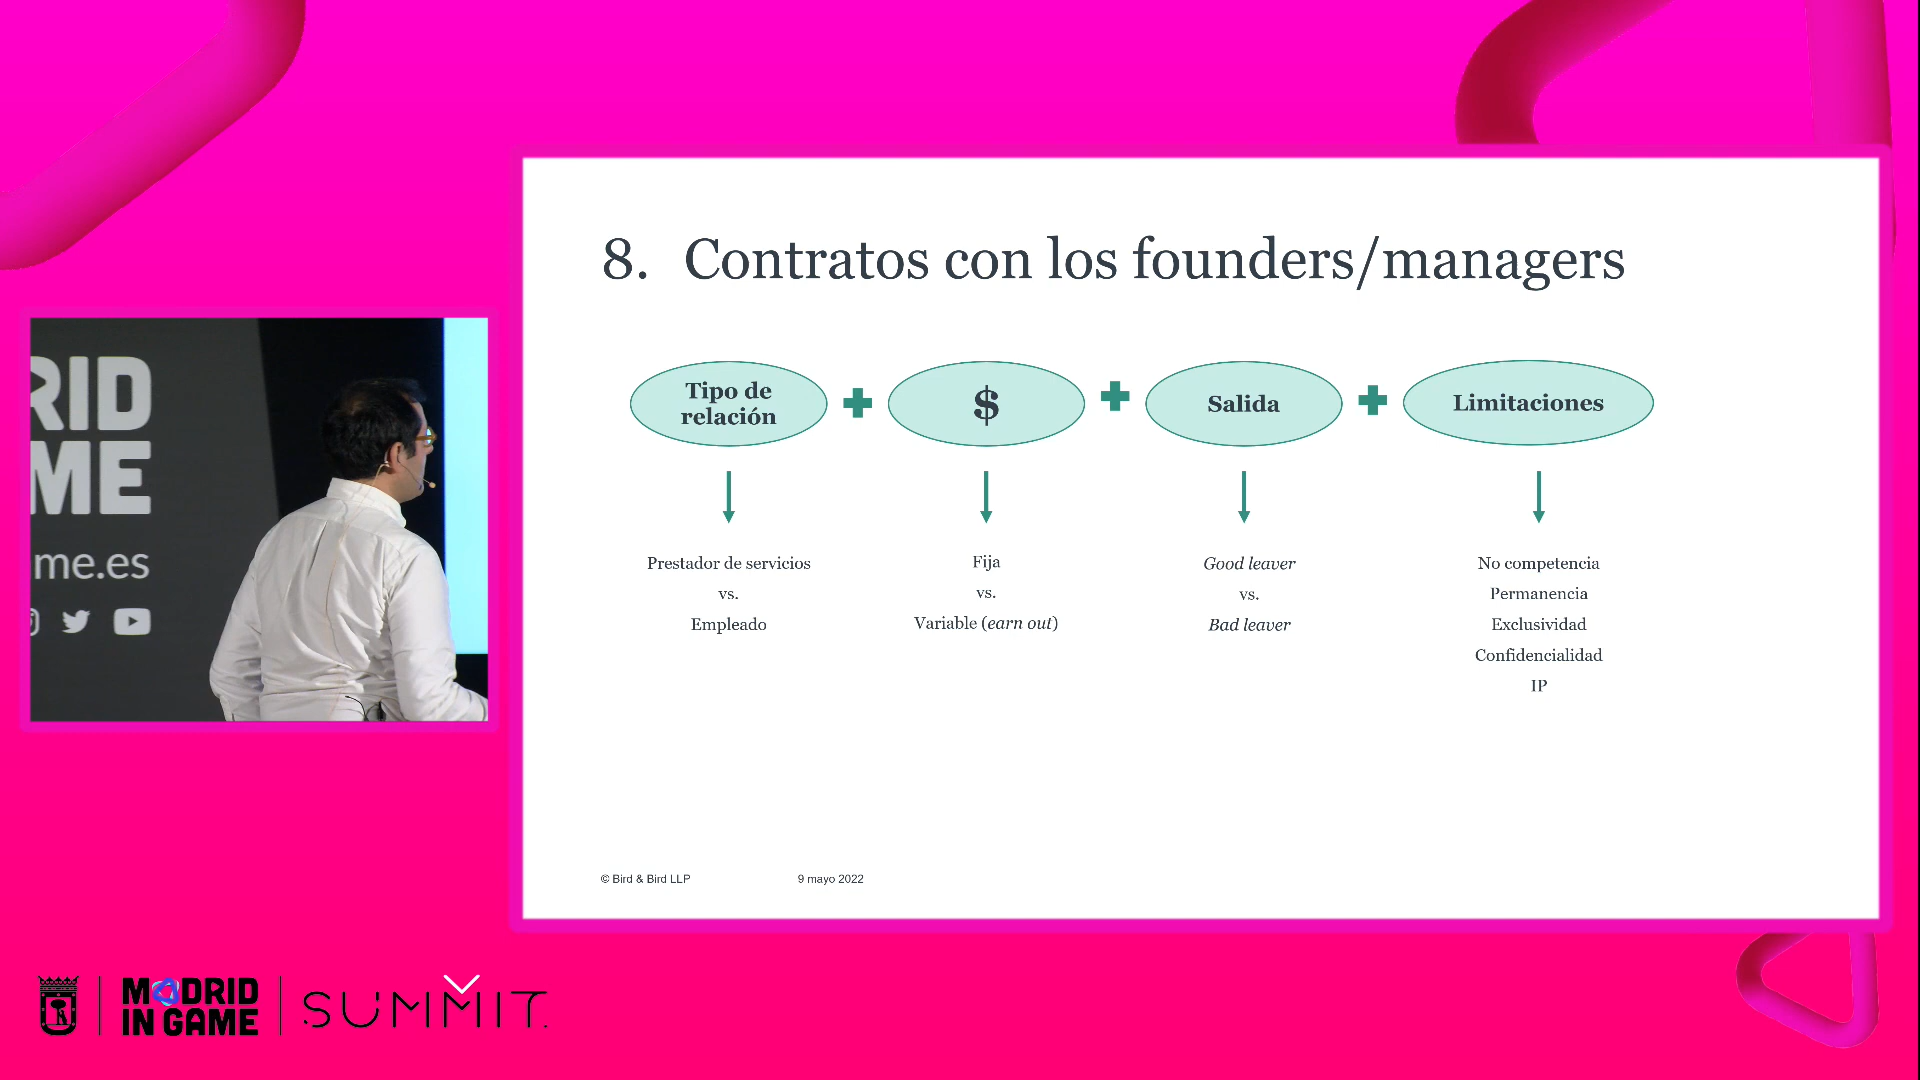 8. Contratos con los founders/managers
Tipo de
relación
$
Salida
Limitaciones
Prestador de servicios
vs.
Empleado
Fija
vs.
Variable (earn out)
Good leaver
vs.
Bad leaver
No competencia
Permanencia
Exclusividad
Confidencialidad
IP
© Bird & Bird LLP
9 mayo 2022
RID
ME
me.es
MADRID
IN GAME
SUMMIT.